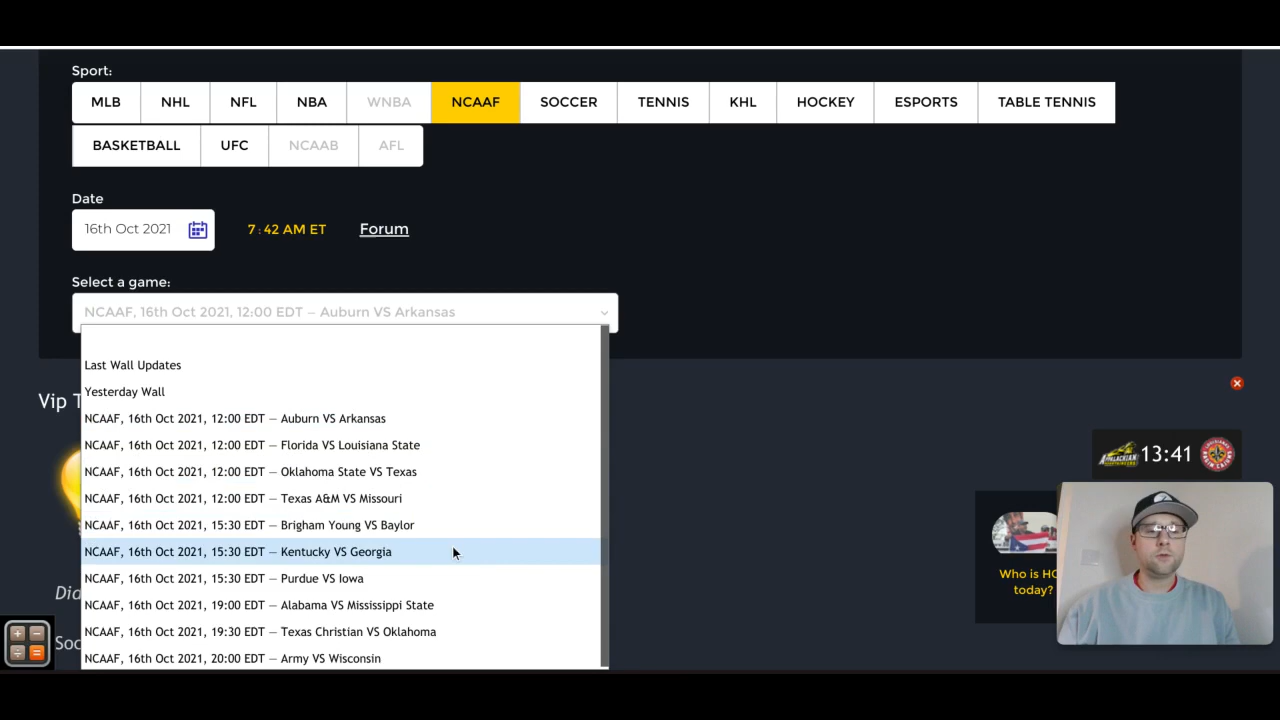 Sport:
MLB NHL NFL NBA WNBA NCAAF SOCCER TENNIS KHL HOCKEY ESPORTS TABLE TENNIS
BASKETBALL UFC NCAAB AFL
Date
16th Oct 2021 7:42 AM ET Forum
Select a game:
NCAAF, 16th Oct 2021, 12:00 EDT – Auburn VS Arkansas
Last Wall Updates
Yesterday Wall
NCAAF, 16th Oct 2021, 12:00 EDT – Auburn VS Arkansas
NCAAF, 16th Oct 2021, 12:00 EDT – Florida VS Louisiana State
NCAAF, 16th Oct 2021, 12:00 EDT – Oklahoma State VS Texas
NCAAF, 16th Oct 2021, 12:00 EDT – Texas A&M VS Missouri
NCAAF, 16th Oct 2021, 15:30 EDT – Brigham Young VS Baylor
NCAAF, 16th Oct 2021, 15:30 EDT – Kentucky VS Georgia
NCAAF, 16th Oct 2021, 15:30 EDT – Purdue VS Iowa
NCAAF, 16th Oct 2021, 19:00 EDT – Alabama VS Mississippi State
NCAAF, 16th Oct 2021, 19:30 EDT – Texas Christian VS Oklahoma
NCAAF, 16th Oct 2021, 20:00 EDT – Army VS Wisconsin
Vip T
Did
Soc
13:41
Who is HO
today?